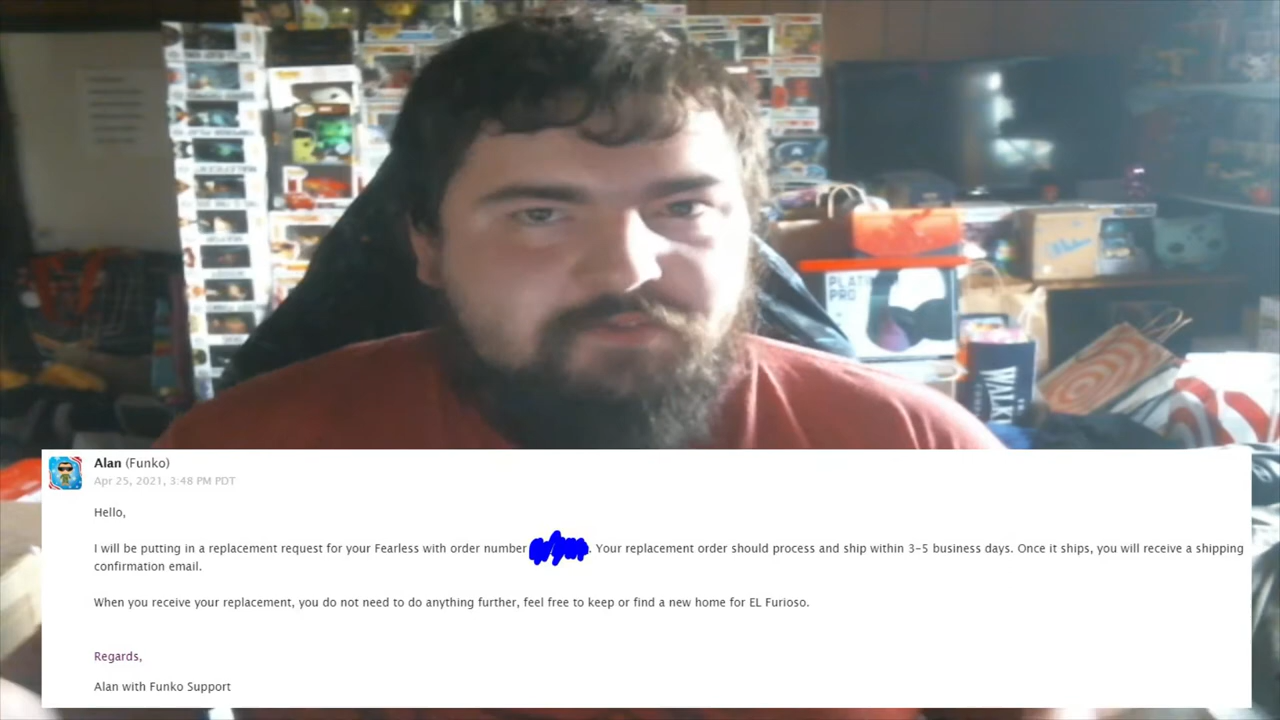 PLAT
PRO
WALK
Alan (Funko)
Apr 25, 2021, 3:48 PM PDT
Hello,
I will be putting in a replacement request for your Fearless with order number . Your replacement order should process and ship within 3-5 business days. Once it ships, you will receive a shipping
confirmation email.
When you receive your replacement, you do not need to do anything further, feel free to keep or find a new home for EL Furioso.
Regards,
Alan with Funko Support